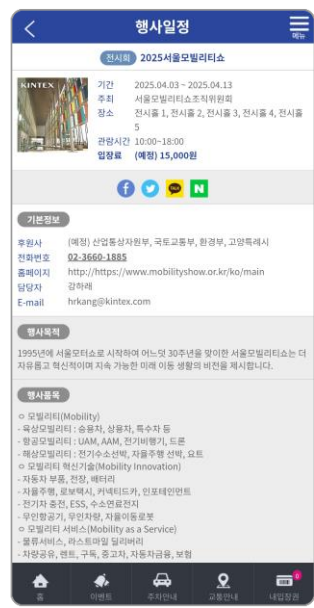 행사일정
메뉴
전시회 2025서울모빌리티쇼
KINTEX
기간 2025.04.03 ~ 2025.04.13
주최 서울모빌리티쇼조직위원회
장소 전시홀 1, 전시홀 2, 전시홀 3, 전시홀 4, 전시홀
5
관람시간 10:00~18:00
입장료 (예정) 15,000원
f TALK N
기본정보
후원사 (예정) 산업통상자원부, 국토교통부, 환경부, 고양특례시
전화번호 02-3660-1885
홈페이지 http://https://www.mobilityshow.or.kr/ko/main
담당자 강하래
E-mail hrkang@kintex.com
행사목적
1995년에 서울모터쇼로 시작하여 어느덧 30주년을 맞이한 서울모빌리티쇼는 더
자유롭고 혁신적이며 지속 가능한 미래 이동 생활의 비전을 제시합니다.
행사품목
ㅇ 모빌리티(Mobility)
- 육상모빌리티 : 승용차, 상용차, 특수차 등
- 항공모빌리티 : UAM, AAM, 전기비행기, 드론
- 해상모빌리티 : 전기수소선박, 자율주행 선박, 요트
ㅇ 모빌리티 혁신기술(Mobility Innovation)
- 자동차 부품, 전장, 배터리
- 자율주행, 로보택시, 커넥티드카, 인포테인먼트
- 전기차 충전, ESS, 수소연료전지
- 무인항공기, 무인차량, 자율이동로봇
ㅇ 모빌리티 서비스(Mobility as a Service)
- 물류서비스, 라스트마일 딜리버리
- 차량공유, 렌트, 구독, 중고차, 자동차금융, 보험
홈 이벤트 주차안내 교통안내 내입장권